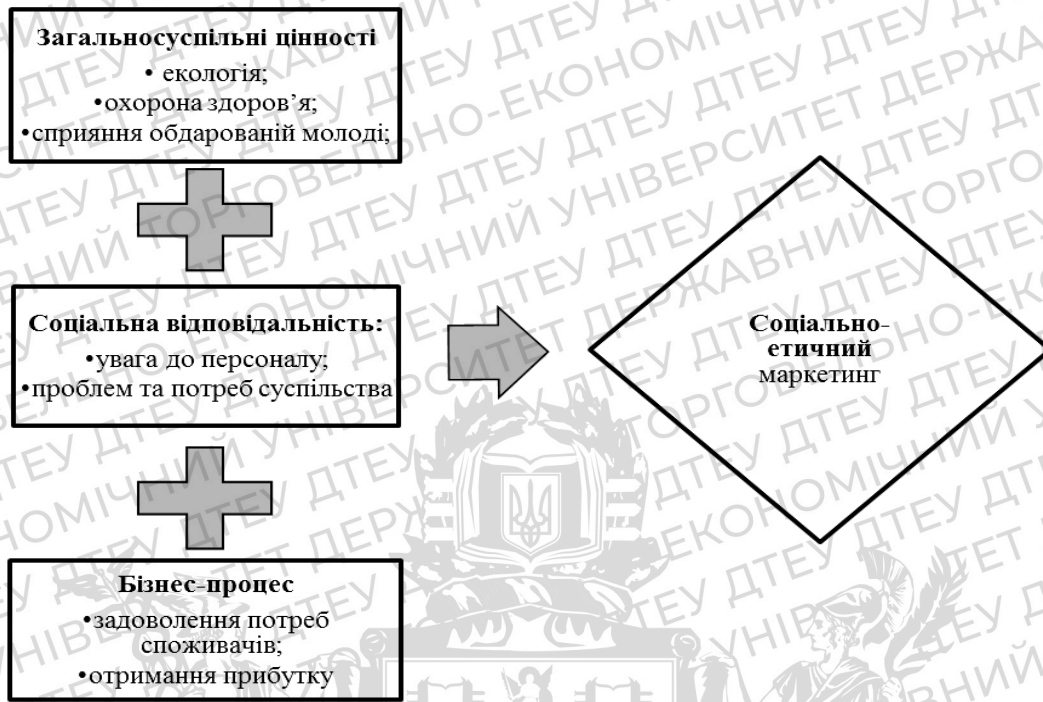 Загальносуспільні цінності
• екологія;
•охорона здоров’я;
•сприяння обдарованій молоді;
Соціальна відповідальність:
•увага до персоналу;
•проблем та потреб суспільства
Соціально-
етичний
маркетинг
Бізнес-процес
•задоволення потреб
споживачів;
•отримання прибутку